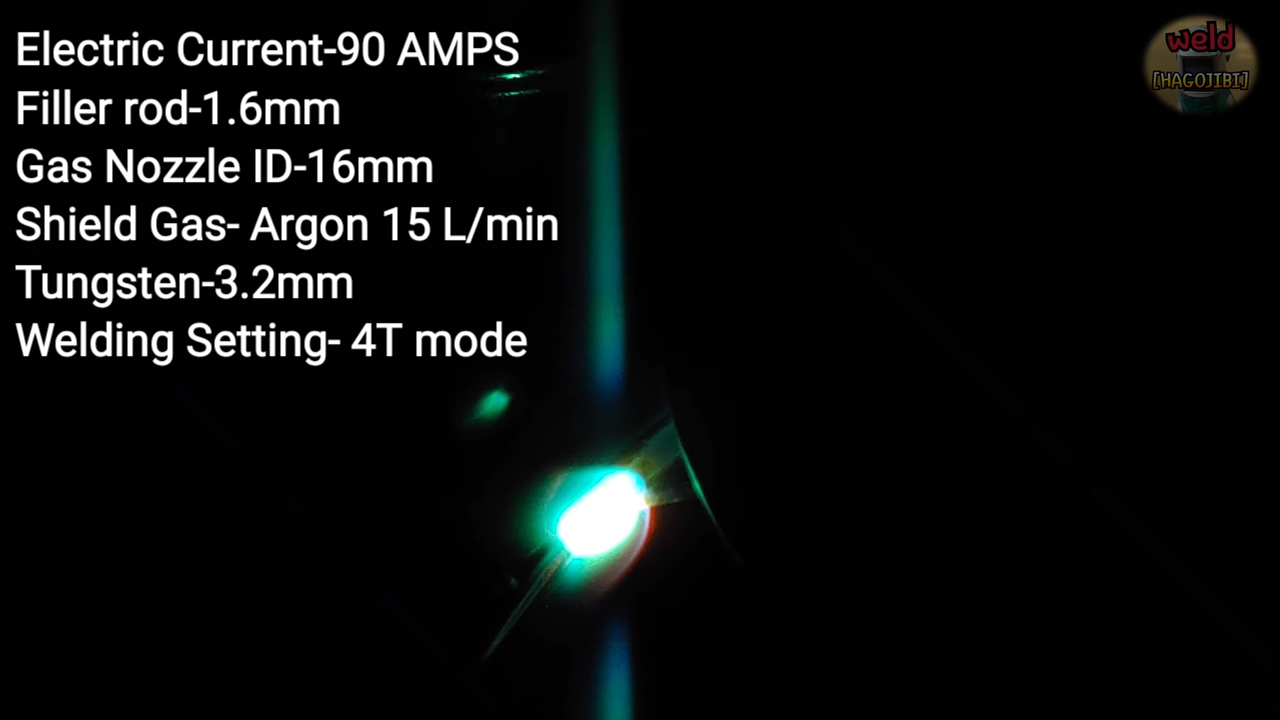 Electric Current-90 AMPS
Filler rod-1.6mm
Gas Nozzle ID-16mm
Shield Gas- Argon 15 L/min
Tungsten-3.2mm
Welding Setting- 4T mode
weld
[HAGOJIBI]